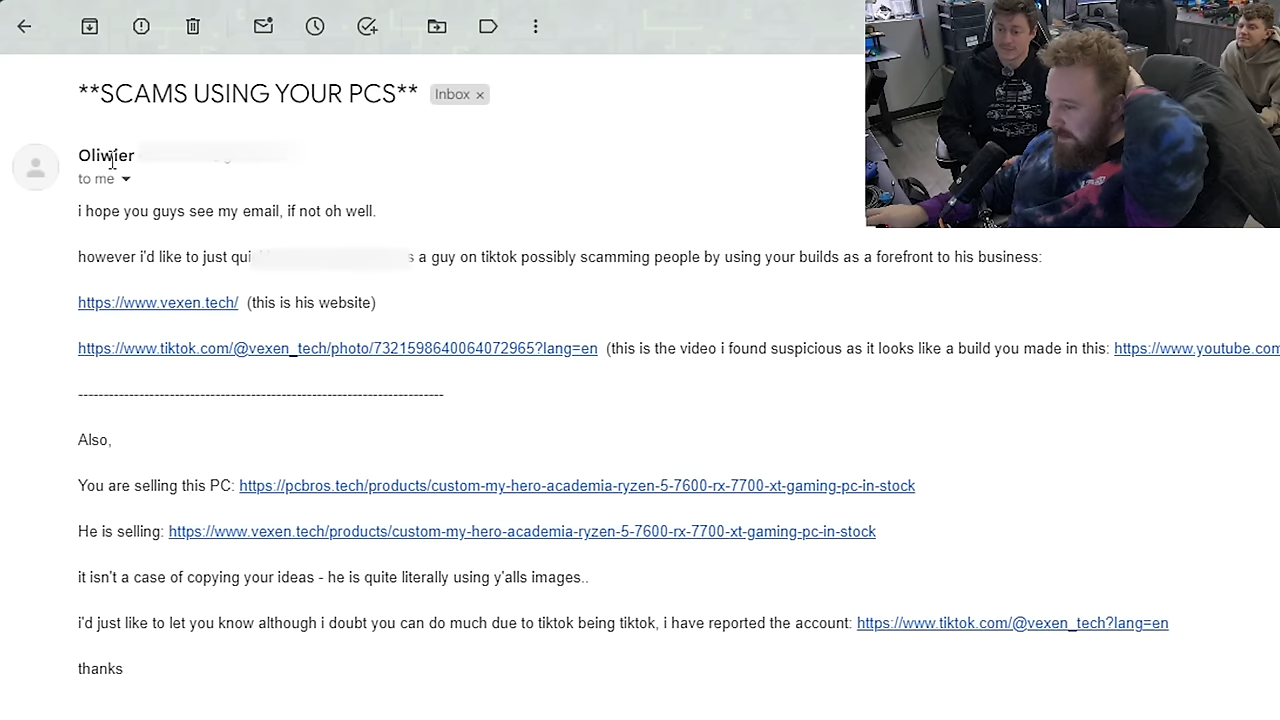 **SCAMS USING YOUR PCS** Inbox ×
Oliwier
to me
i hope you guys see my email, if not oh well.
however i'd like to just a guy on tiktok possibly scamming people by using your builds as a forefront to his business:
https://www.vexen.tech/ (this is his website)
https://www.tiktok.com/@vexen_tech/photo/7321598640064072965?lang=en (this is the video i found suspicious as it looks like a build you made in this: https://www.youtube.com
------------------------------------------------------------------------
Also,
You are selling this PC: https://pcbros.tech/products/custom-my-hero-academia-ryzen-5-7600-rx-7700-xt-gaming-pc-in-stock
He is selling: https://www.vexen.tech/products/custom-my-hero-academia-ryzen-5-7600-rx-7700-xt-gaming-pc-in-stock
it isn't a case of copying your ideas - he is quite literally using y'alls images..
i'd just like to let you know although i doubt you can do much due to tiktok being tiktok, i have reported the account: https://www.tiktok.com/@vexen_tech?lang=en
thanks